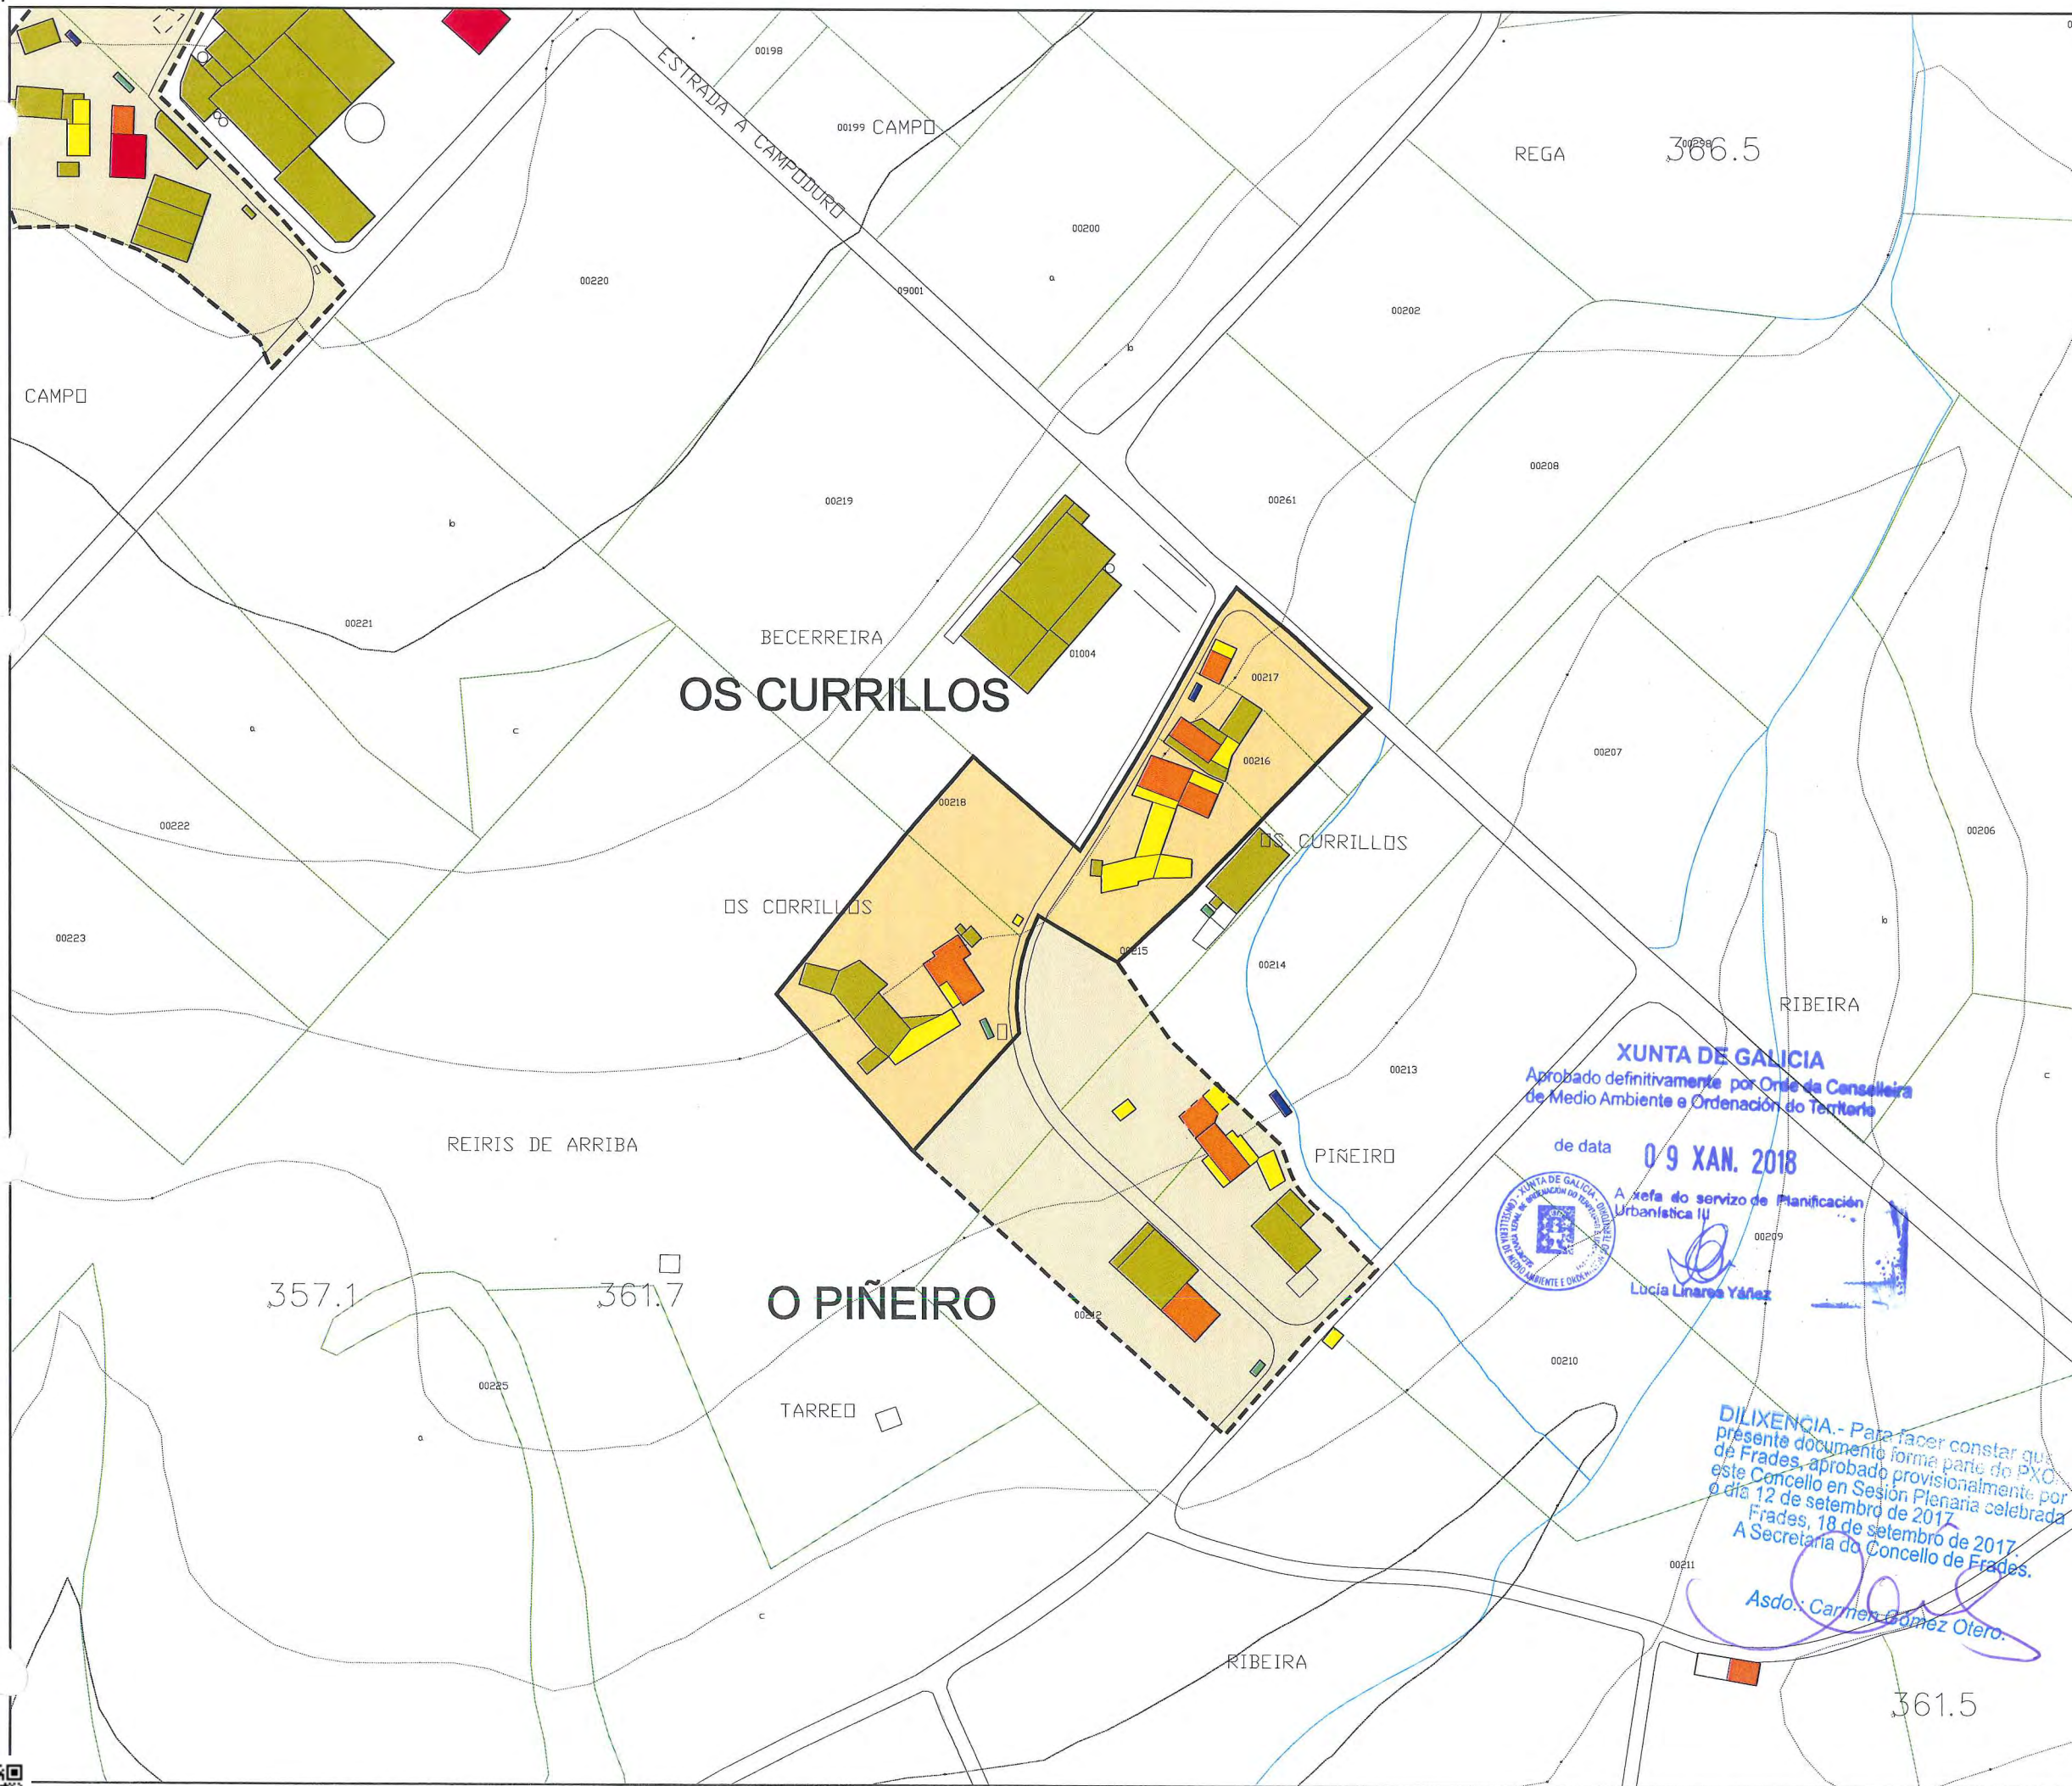 ESTRADA A CAMPODURO
00198
00199 CAMPO
REGA
00298
366.5
00200
00220
09001
a
00202
b
CAMPO
00208
00219
00261
b
00221
BECERREIRA
01004
OS CURRILLOS
00217
a
c
00207
00216
00218
00222
00206
OS CURRILLOS
OS CORRILLOS
b
00223
00215
00214
RIBEIRA
00213
c
XUNTA DE GALICIA
Aprobado definitivamente por Orde da Conselleira
de Medio Ambiente e Ordenación do Territorio
de data 09 XAN. 2018
A xefa do servizo de Planificación
Urbanística III
Lucía Linares Yáñez
REIRIS DE ARRIBA
PIÑEIRO
00209
357.1
361.7
O PIÑEIRO
00212
00210
00225
TARREO
a
DILIXENCIA.- Para facer constar que
presente documento forma parte do PXO
de Frades, aprobado provisionalmente por
este Concello en Sesión Plenaria celebrada
o día 12 de setembro de 2017.
Frades, 18 de setembro de 2017.
A Secretaria do Concello de Frades.
Asdo.: Carmen Gómez Otero.
00211
c
RIBEIRA
361.5